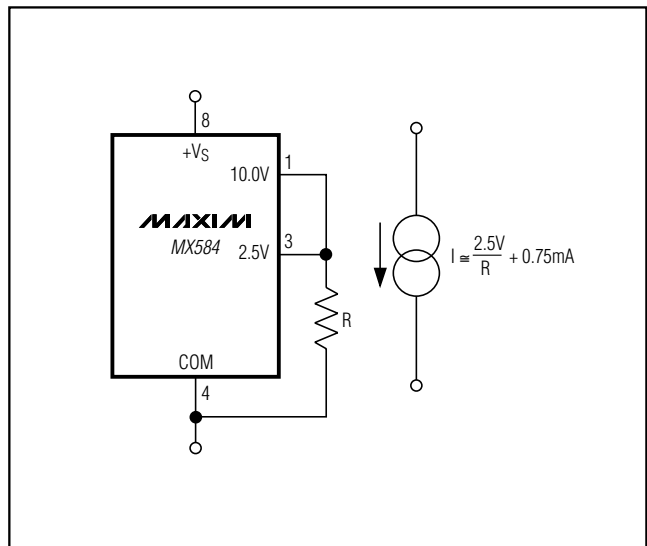 8
+VS
1
10.0V
MAXIM
MX584
3
2.5V
I ≅ 2.5V/R + 0.75mA
R
COM
4